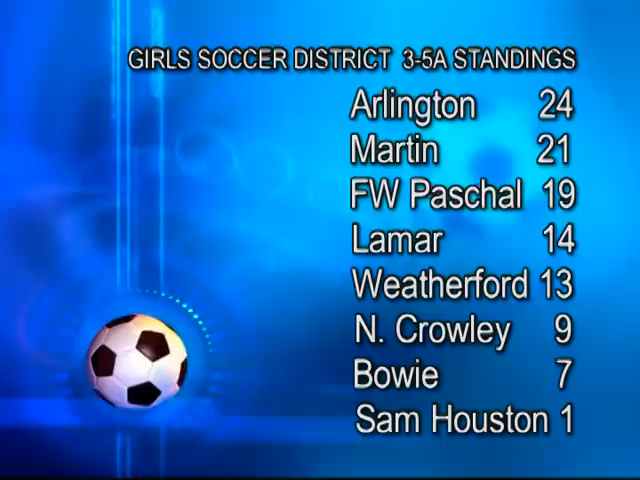 GIRLS SOCCER DISTRICT 3-5A STANDINGS
Arlington 24
Martin 21
FW Paschal 19
Lamar 14
Weatherford 13
N. Crowley 9
Bowie 7
Sam Houston 1